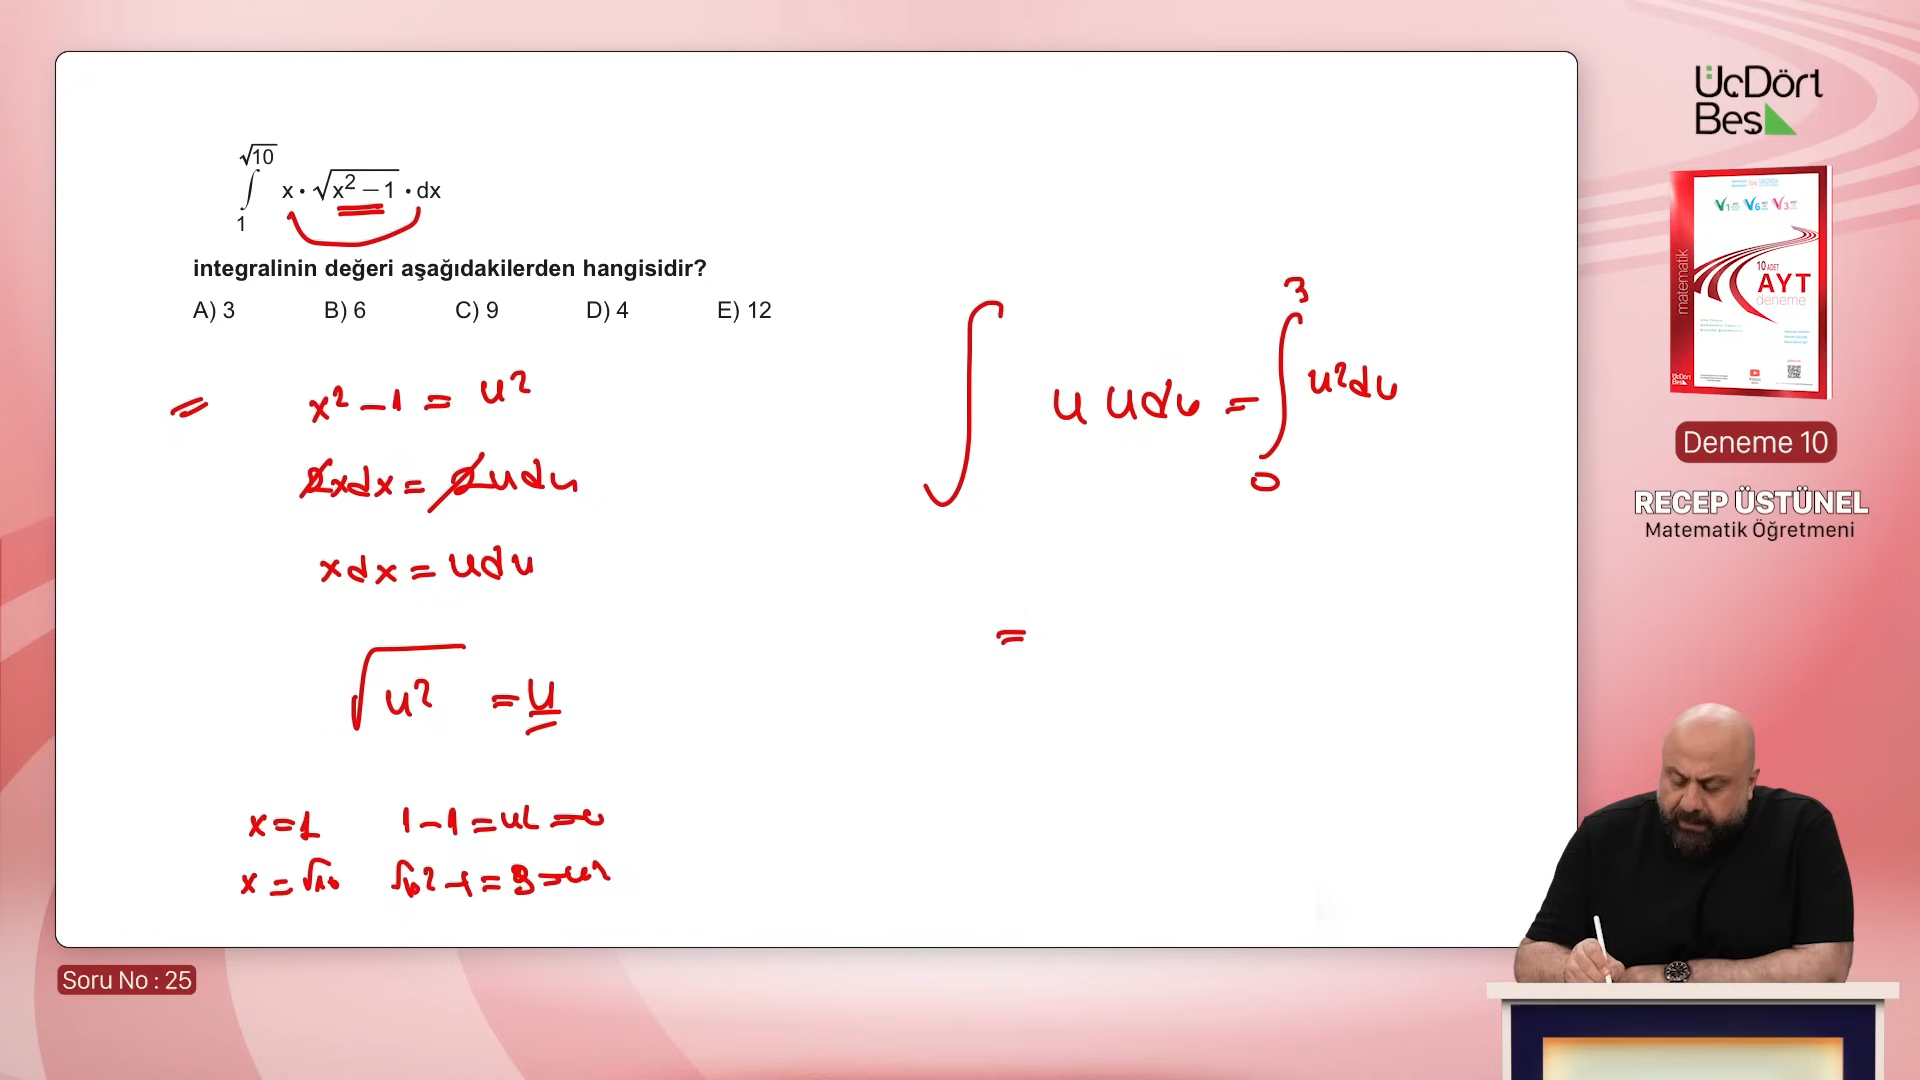 √10
∫ x • √x² – 1 • dx
1
integralinin değeri aşağıdakilerden hangisidir?
A) 3 B) 6 C) 9 D) 4 E) 12
= x² – 1 = u²
2xdx = 2udu
xdx = udu
√u² = u
x = 1 1 – 1 = u² = 0
x = √10 √10² – 1 = 9 = u²
∫ u udu = ∫ u²du
3
0
=
ÜçDört
Beş
matematik
10 ADET
AYT
deneme
Deneme 10
RECEP ÜSTÜNEL
Matematik Öğretmeni
Soru No : 25